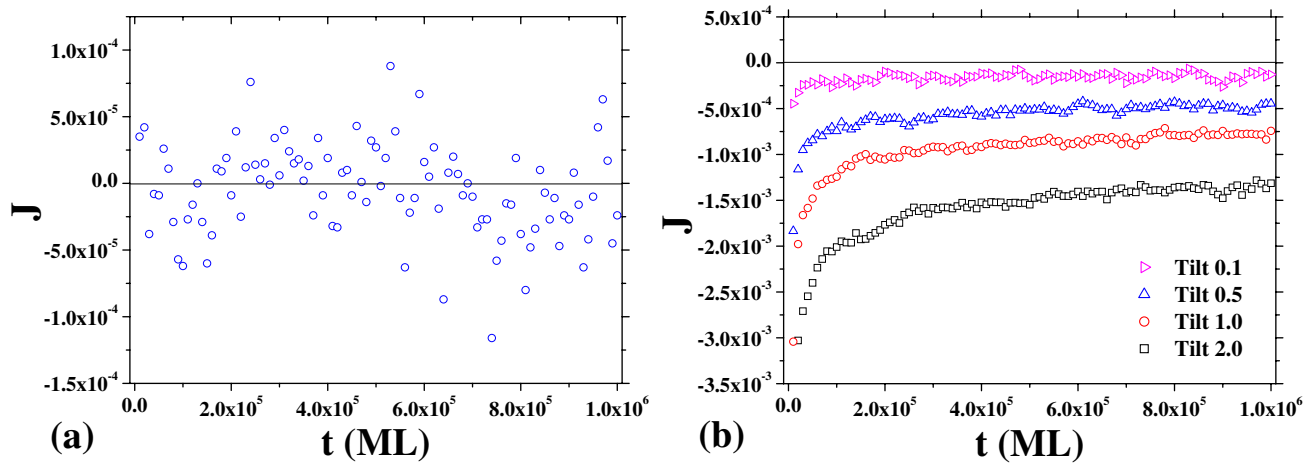 1.0x10⁻⁴
5.0x10⁻⁵
0.0
-5.0x10⁻⁵
-1.0x10⁻⁴
-1.5x10⁻⁴
J
0.0 2.0x10⁵ 4.0x10⁵ 6.0x10⁵ 8.0x10⁵ 1.0x10⁶
(a) t (ML)
5.0x10⁻⁴
0.0
-5.0x10⁻⁴
-1.0x10⁻³
-1.5x10⁻³
-2.0x10⁻³
-2.5x10⁻³
-3.0x10⁻³
-3.5x10⁻³
J
Tilt 0.1
Tilt 0.5
Tilt 1.0
Tilt 2.0
0.0 2.0x10⁵ 4.0x10⁵ 6.0x10⁵ 8.0x10⁵ 1.0x10⁶
(b) t (ML)